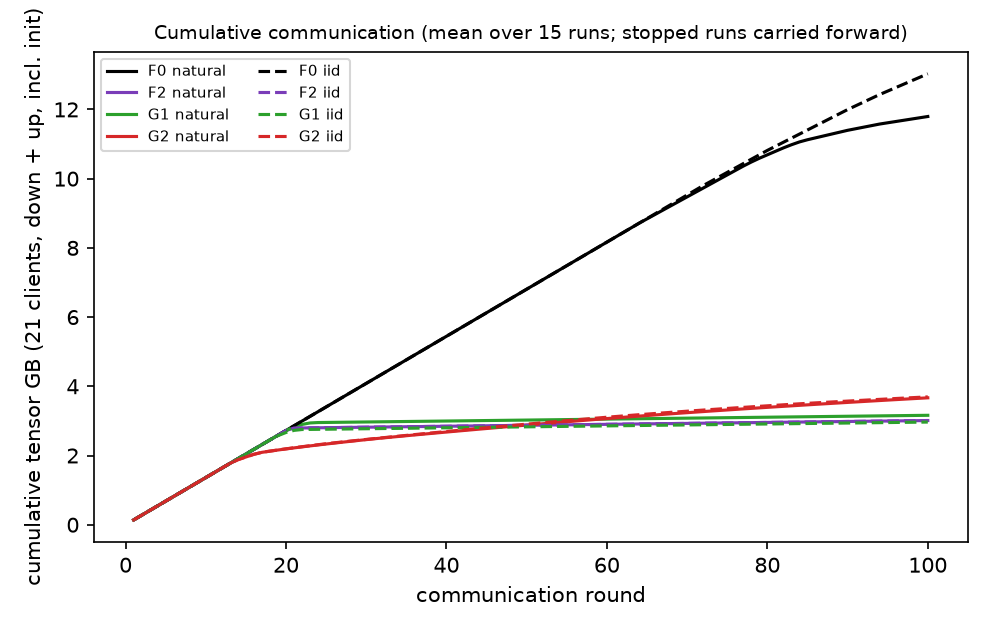 Cumulative communication (mean over 15 runs; stopped runs carried forward)
cumulative tensor GB (21 clients, down + up, incl. init)
F0 natural
F2 natural
G1 natural
G2 natural
F0 iid
F2 iid
G1 iid
G2 iid
12
10
8
6
4
2
0
0 20 40 60 80 100
communication round